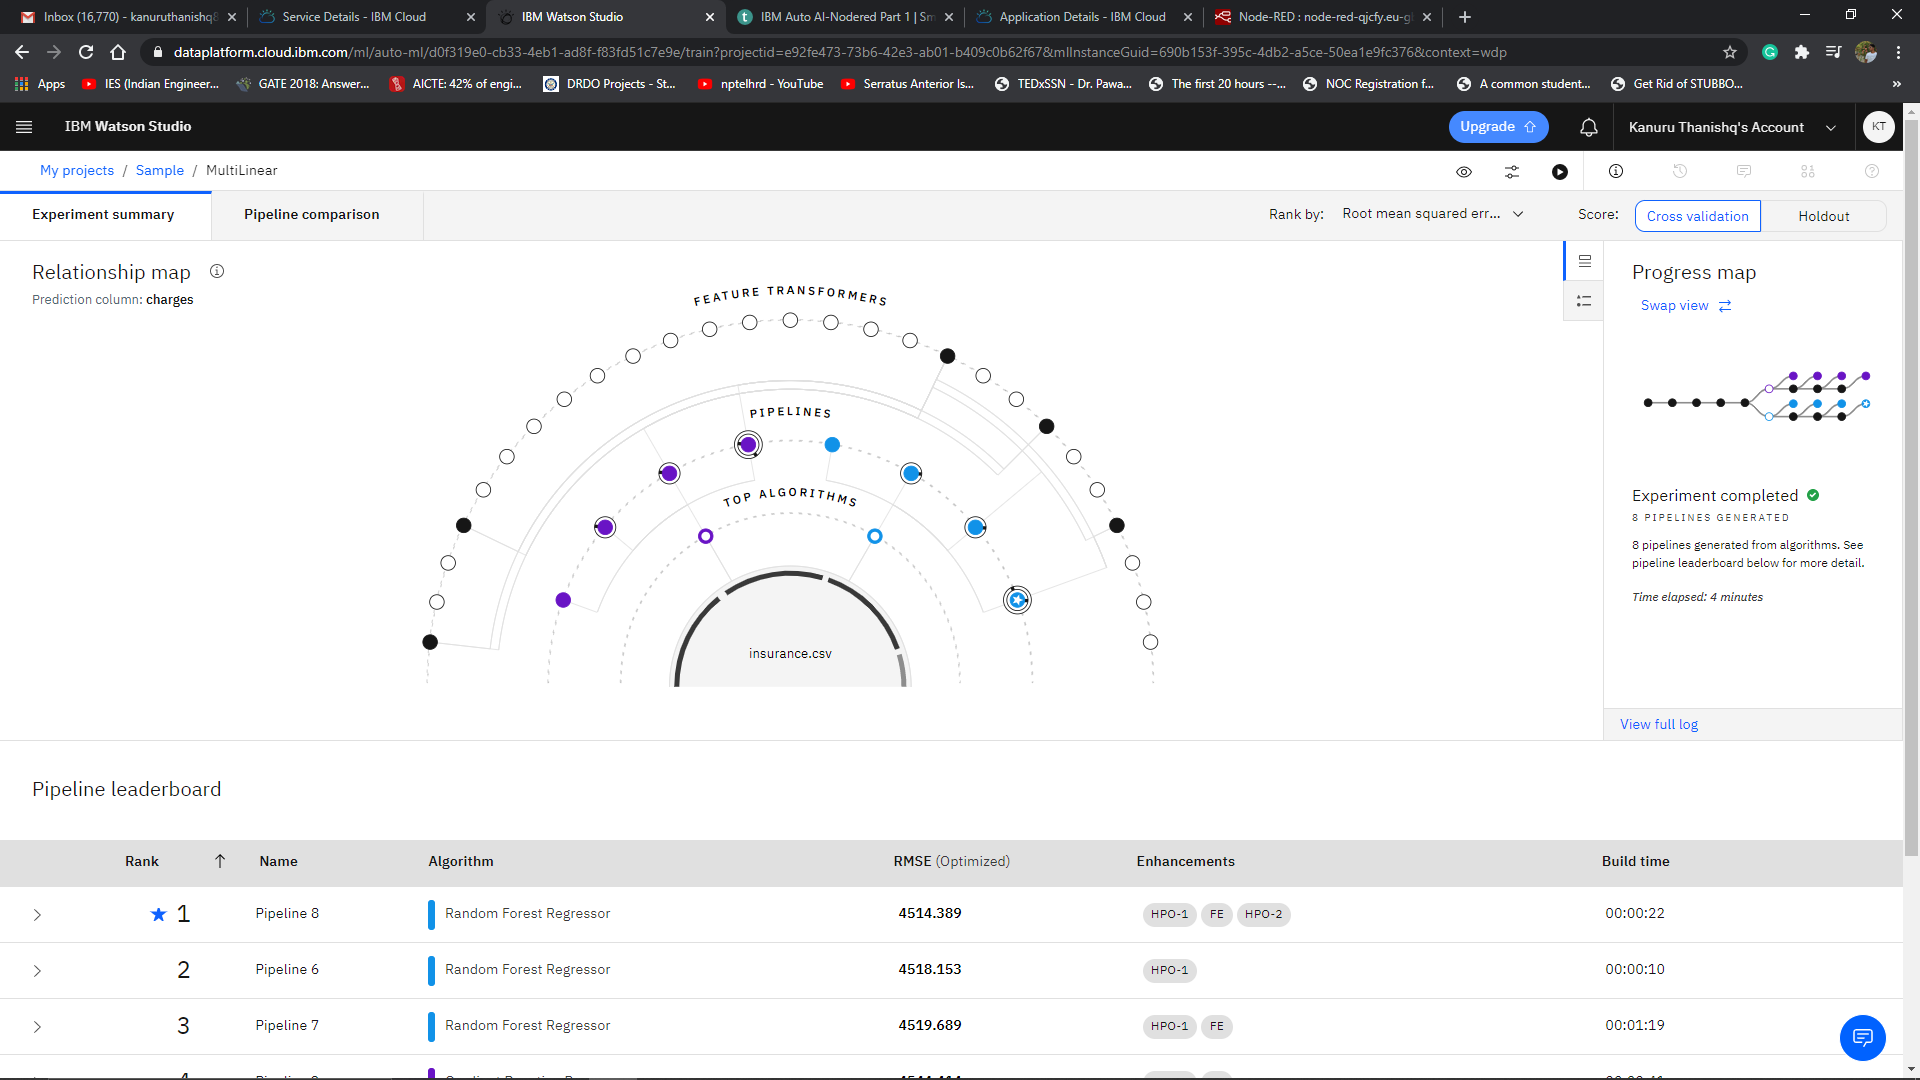 Inbox (16,770) - kanuruthanishq8
Service Details - IBM Cloud
IBM Watson Studio
IBM Auto AI-Nodered Part 1 | Sm
Application Details - IBM Cloud
Node-RED : node-red-qjcfy.eu-gb
dataplatform.cloud.ibm.com/ml/auto-ml/d0f319e0-cb33-4eb1-ad8f-f83fd51c7e9e/train?projectid=e92fe473-73b6-42e3-ab01-b409c0b62f67&mlInstanceGuid=690b153f-395c-4db2-a5ce-50ea1e9fc376&context=wdp
Apps
IES (Indian Engineer...
GATE 2018: Answer...
AICTE: 42% of engi...
DRDO Projects - St...
nptelhrd - YouTube
Serratus Anterior Is...
TEDxSSN - Dr. Pawa...
The first 20 hours --...
NOC Registration f...
A common student...
Get Rid of STUBBO...
IBM Watson Studio
Upgrade
Kanuru Thanishq's Account
KT
My projects / Sample / MultiLinear
Experiment summary
Pipeline comparison
Rank by: Root mean squared err...
Score: Cross validation Holdout
Relationship map
Prediction column: charges
FEATURE TRANSFORMERS
PIPELINES
TOP ALGORITHMS
insurance.csv
Progress map
Swap view
Experiment completed
8 PIPELINES GENERATED
8 pipelines generated from algorithms. See
pipeline leaderboard below for more detail.
Time elapsed: 4 minutes
View full log
Pipeline leaderboard
Rank Name Algorithm RMSE (Optimized) Enhancements Build time
1 Pipeline 8 Random Forest Regressor 4514.389 HPO-1 FE HPO-2 00:00:22
2 Pipeline 6 Random Forest Regressor 4518.153 HPO-1 00:00:10
3 Pipeline 7 Random Forest Regressor 4519.689 HPO-1 FE 00:01:19